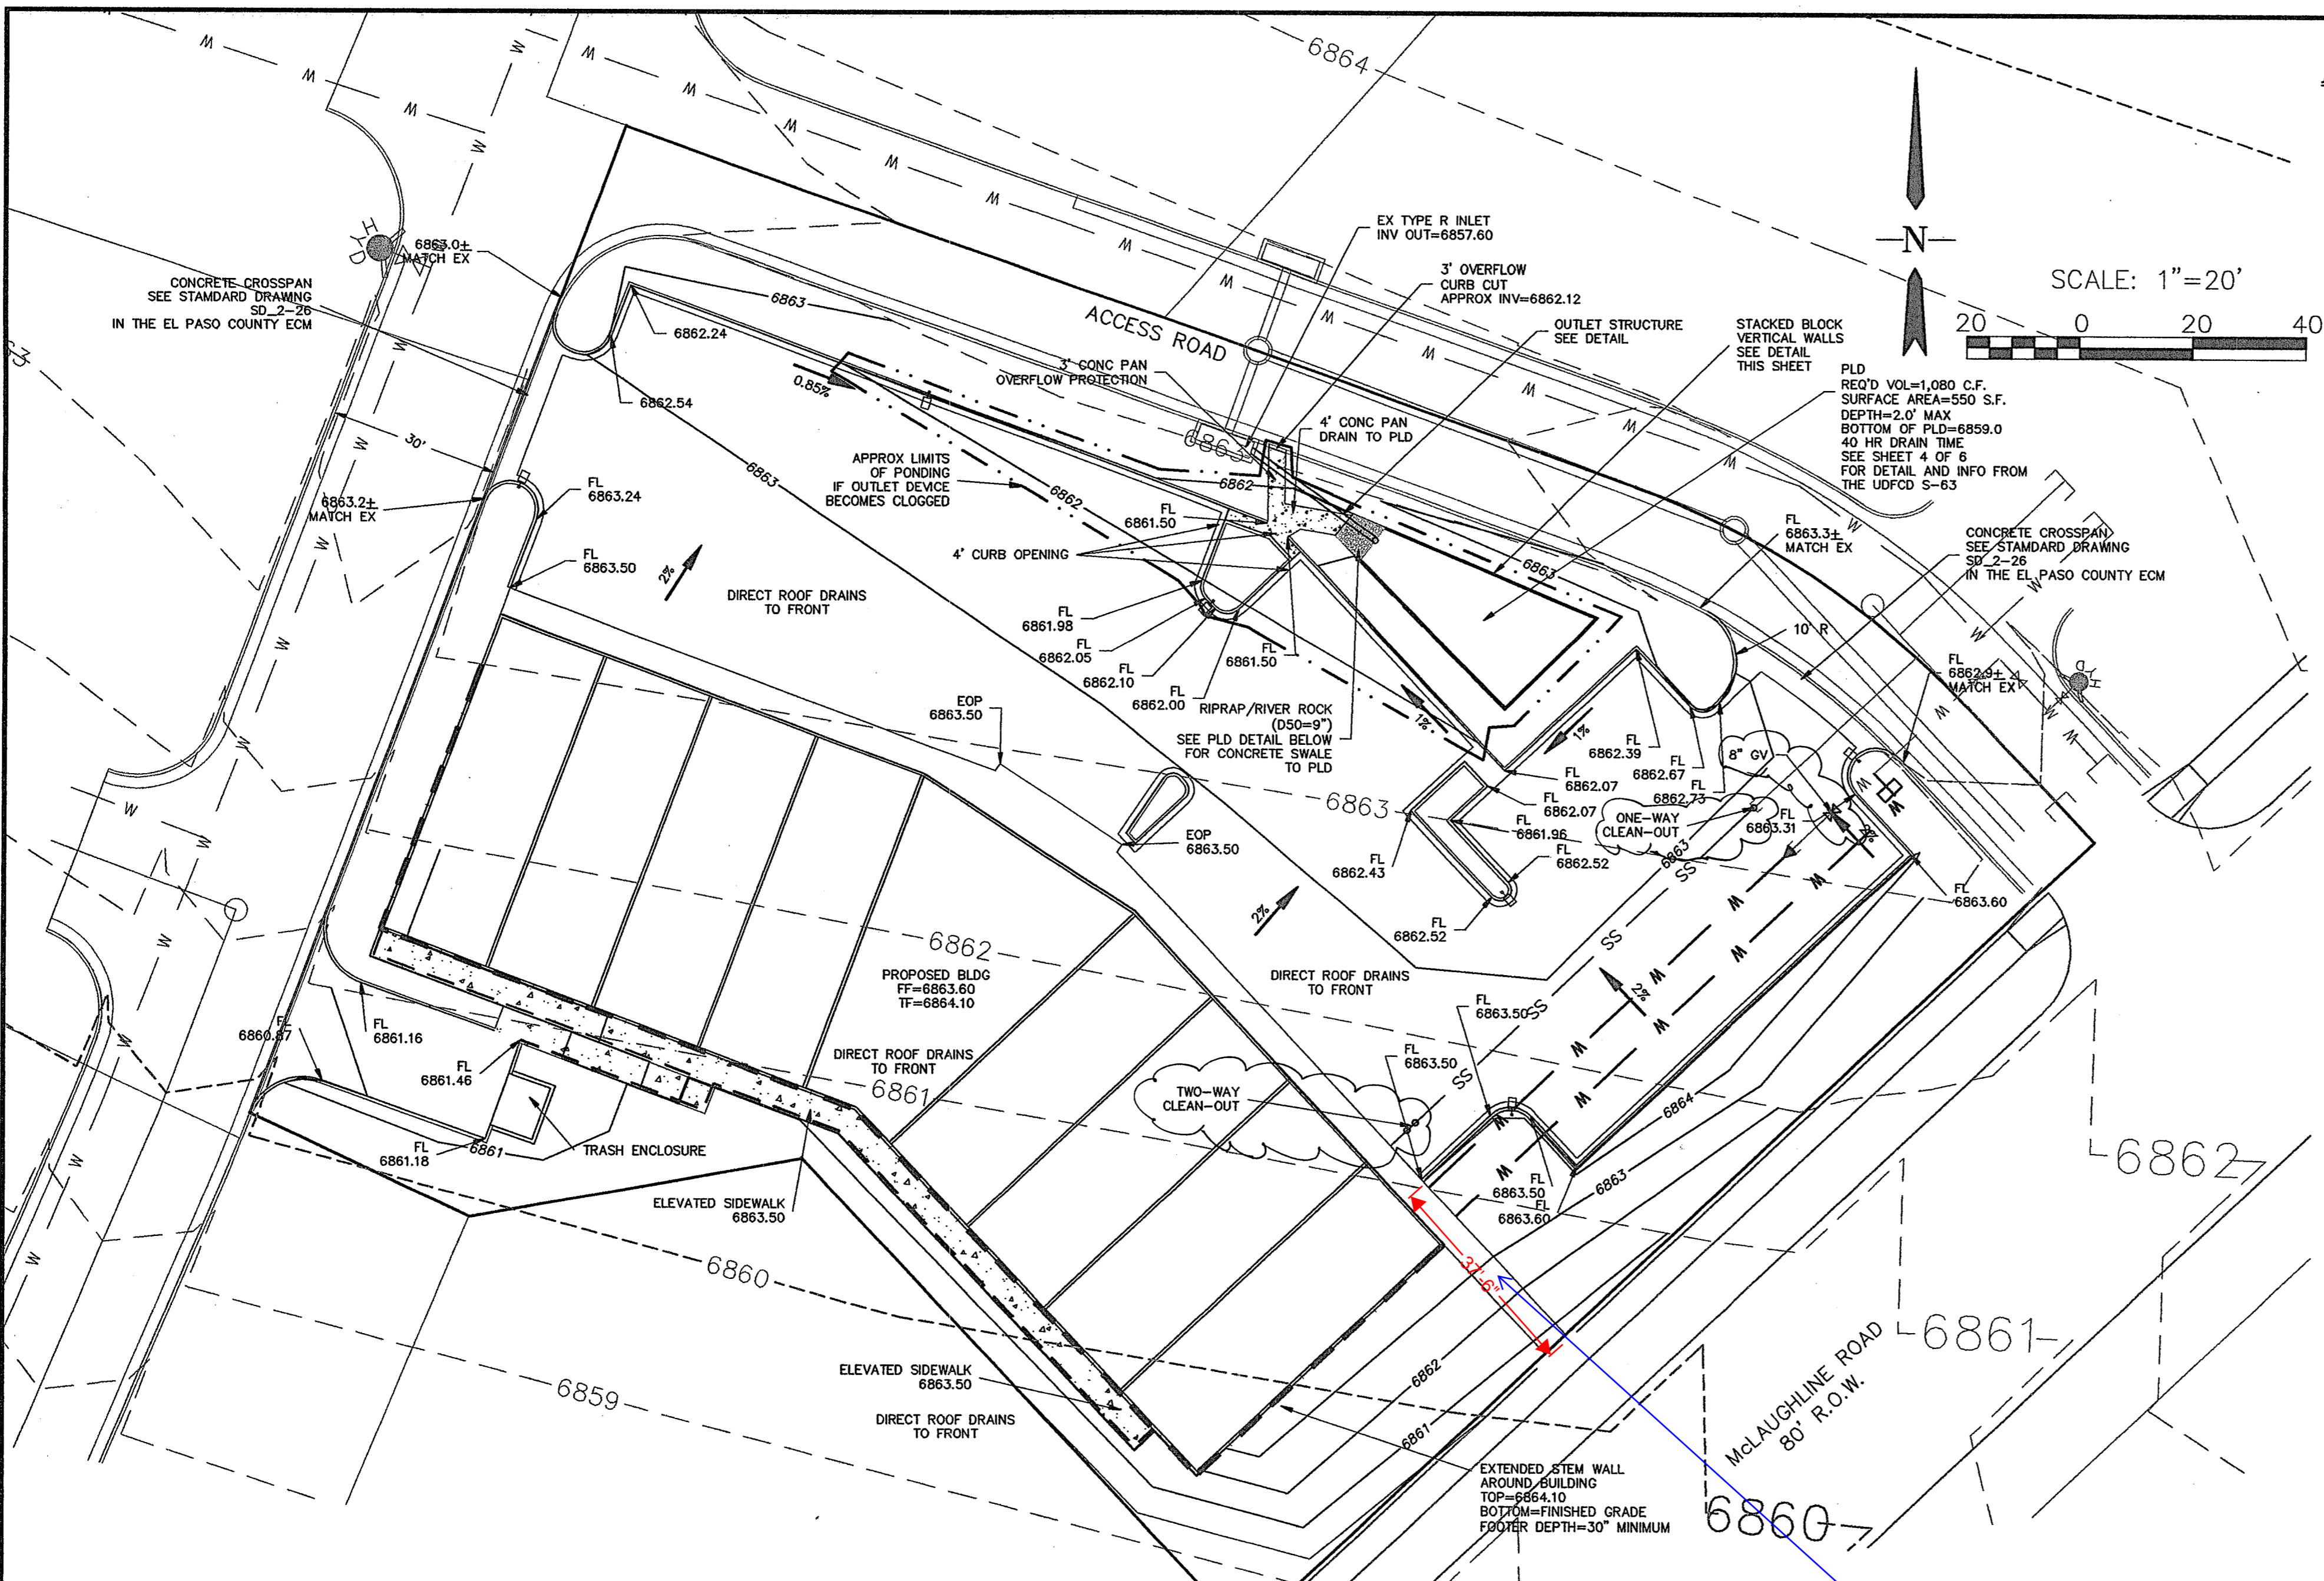 6864
EX TYPE R INLET
INV OUT=6857.60
3' OVERFLOW
CURB CUT
APPROX INV=6862.12
OUTLET STRUCTURE
SEE DETAIL
STACKED BLOCK
VERTICAL WALLS
SEE DETAIL
THIS SHEET
N
SCALE: 1"=20'
20 0 20 40
PLD
REQ'D VOL=1,080 C.F.
SURFACE AREA=550 S.F.
DEPTH=2.0' MAX
BOTTOM OF PLD=6859.0
40 HR DRAIN TIME
SEE SHEET 4 OF 6
FOR DETAIL AND INFO FROM
THE UDFCD S-63
HYD
6863.0±
MATCH EX
CONCRETE CROSSPAN
SEE STAMDARD DRAWING
SD_2-26
IN THE EL PASO COUNTY ECM
63
6863
ACCESS ROAD
6862.24
6862.54
0.85%
3' CONC PAN
OVERFLOW PROTECTION
4' CONC PAN
DRAIN TO PLD
30'
6863
APPROX LIMITS
OF PONDING
IF OUTLET DEVICE
BECOMES CLOGGED
6863
6862
6862
6863.2±
MATCH EX
FL
6863.24
FL
6863.50
FL
6861.50
4' CURB OPENING
2%
DIRECT ROOF DRAINS
TO FRONT
FL
6861.98
FL
6862.05
FL
6862.10
FL
6862.00
FL
6861.50
6863
FL
6863.3±
MATCH EX
CONCRETE CROSSPAN
SEE STAMDARD DRAWING
SD_2-26
IN THE EL PASO COUNTY ECM
10' R
FL
6862.9±
MATCH EX
HYD
RIPRAP/RIVER ROCK
(D50=9")
SEE PLD DETAIL BELOW
FOR CONCRETE SWALE
TO PLD
1%
1%
EOP
6863.50
FL
6862.39
FL
6862.67
FL
6862.73
8" GV
FL
6862.07
FL
6862.07
FL
6861.96
ONE-WAY
CLEAN-OUT
FL
6863.31
2%
6863
6863
EOP
6863.50
FL
6862.43
FL
6862.52
FL
6862.52
FL
6863.60
2%
6862
PROPOSED BLDG
FF=6863.60
TF=6864.10
DIRECT ROOF DRAINS
TO FRONT
SS
SS
2%
FL
6863.50
SS
FL
6860.87
FL
6861.16
FL
6861.46
DIRECT ROOF DRAINS
TO FRONT
6861
TWO-WAY
CLEAN-OUT
FL
6863.50
SS
6864
FL
6861.18
6861
TRASH ENCLOSURE
ELEVATED SIDEWALK
6863.50
FL
6863.50
FL
6863.60
6863
6862
37'-6"
6860
6861
6859
ELEVATED SIDEWALK
6863.50
DIRECT ROOF DRAINS
TO FRONT
6862
6861
McLAUGHLINE ROAD
80' R.O.W.
EXTENDED STEM WALL
AROUND BUILDING
TOP=6864.10
BOTTOM=FINISHED GRADE
FOOTER DEPTH=30" MINIMUM
6860